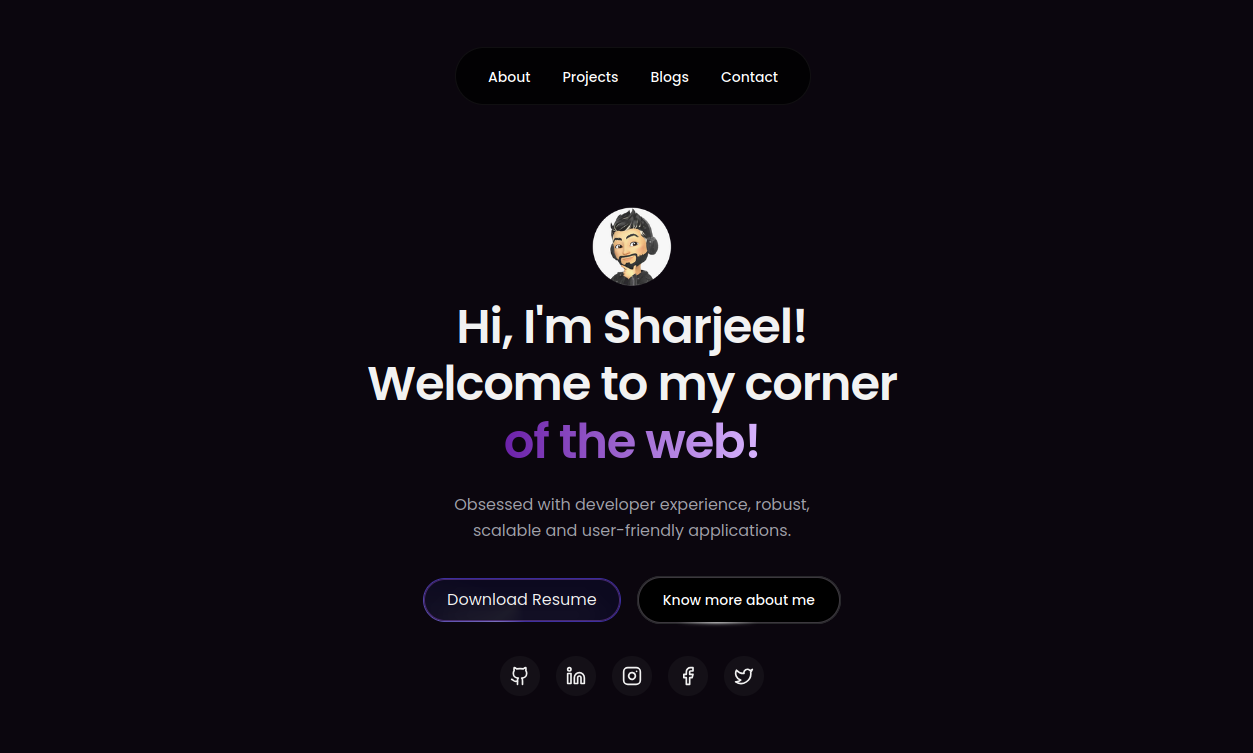 About Projects Blogs Contact
Hi, I'm Sharjeel!
Welcome to my corner
of the web!
Obsessed with developer experience, robust,
scalable and user-friendly applications.
Download Resume Know more about me